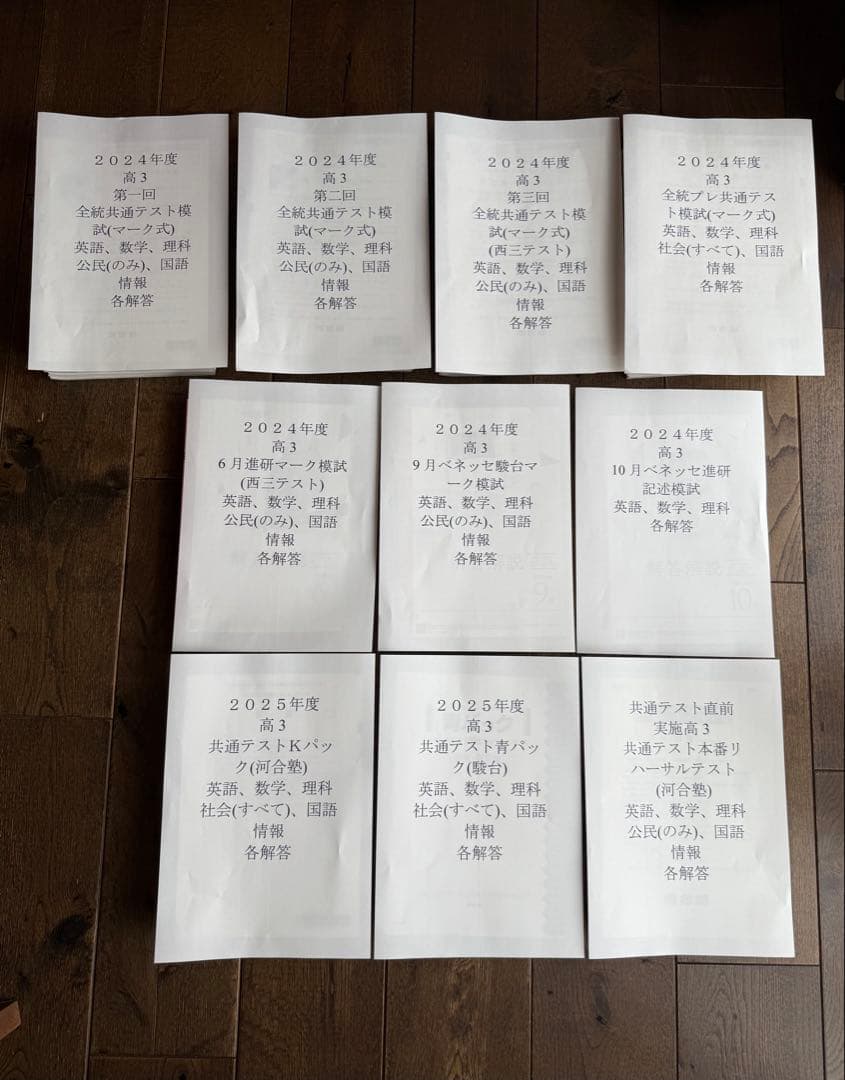 ２０２４年度
高３
第一回
全統共通テスト模
試(マーク式)
英語、数学、理科
公民(のみ)、国語
情報
各解答
２０２４年度
高３
第二回
全統共通テスト模
試(マーク式)
英語、数学、理科
公民(のみ)、国語
情報
各解答
２０２４年度
高３
第三回
全統共通テスト模
試(マーク式)
(西三テスト)
英語、数学、理科
公民(のみ)、国語
情報
各解答
２０２４年度
高３
全統プレ共通テス
ト模試(マーク式)
英語、数学、理科
社会(すべて)、国語
情報
各解答
２０２４年度
高３
６月進研マーク模試
(西三テスト)
英語、数学、理科
公民(のみ)、国語
情報
各解答
２０２４年度
高３
９月ベネッセ駿台マ
ーク模試
英語、数学、理科
公民(のみ)、国語
情報
各解答
２０２４年度
高３
10月ベネッセ進研
記述模試
英語、数学、理科
各解答
２０２５年度
高３
共通テストＫパッ
ク(河合塾)
英語、数学、理科
社会(すべて)、国語
情報
各解答
２０２５年度
高３
共通テスト青パッ
ク(駿台)
英語、数学、理科
社会(すべて)、国語
情報
各解答
共通テスト直前
実施高３
共通テスト本番リ
ハーサルテスト
(河合塾)
英語、数学、理科
公民(のみ)、国語
情報
各解答